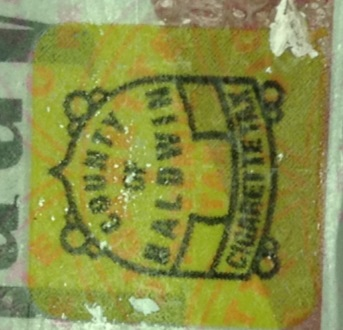 COUNTY
OF
BALDWIN
CIGARETTE TAX